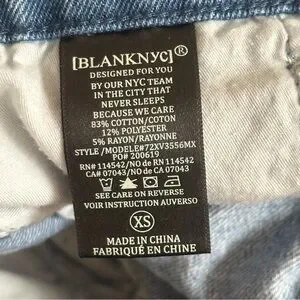 [BLANKNYC]®
DESIGNED FOR YOU
BY OUR NYC TEAM
IN THE CITY THAT
NEVER SLEEPS
BECAUSE WE CARE
83% COTTON/COTON
12% POLYESTER
5% RAYON/RAYONNE
STYLE /MODELE#72XV3556MX
PO# 200619
RN# 114542/NO de RN# 114542
CA# 07043/NO de CA# 07043
SEE CARE ON REVERSE
VOIR INSTRUCTION AUVERSO
XS
MADE IN CHINA
FABRIQUÉ EN CHINE